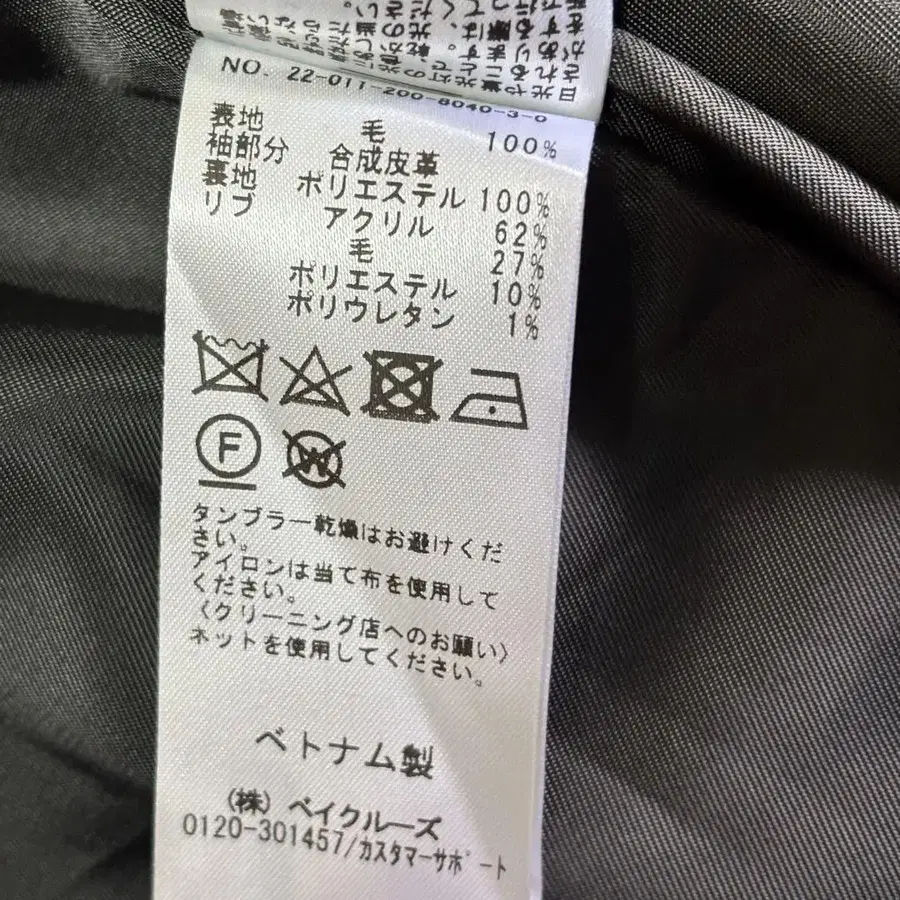 NO. 22-011-200-8040-3-0
表地 毛 100%
袖部分 合成皮革
裏地 ポリエステル 100%
リブ アクリル 62%
毛 27%
ポリエステル 10%
ポリウレタン 1%
F
W
タンブラー乾燥はお避けくだ
さい。
アイロンは当て布を使用して
ください。
〈クリーニング店へのお願い〉
ネットを使用してください。
ベトナム製
(株) ベイクルーズ
0120-301457/カスタマーサポート